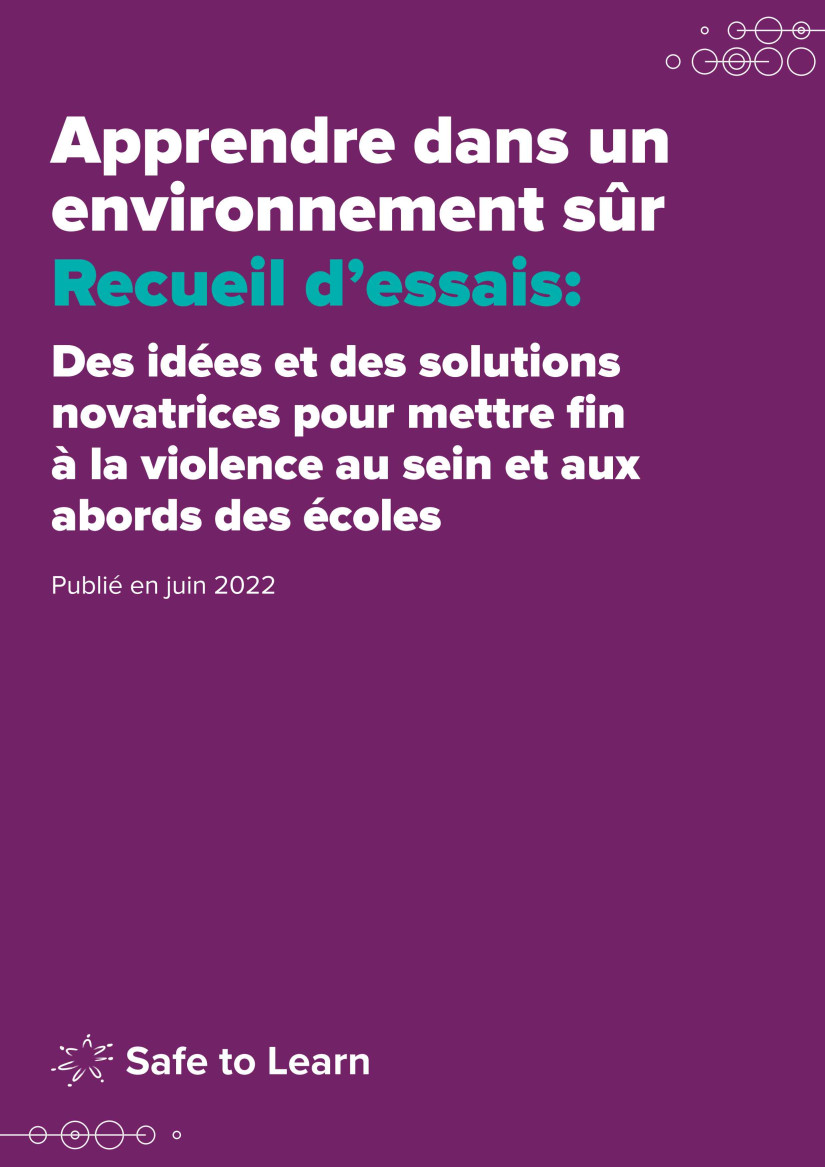 Apprendre dans un
environnement sûr
Recueil d’essais:
Des idées et des solutions
novatrices pour mettre fin
à la violence au sein et aux
abords des écoles
Publié en juin 2022
Safe to Learn